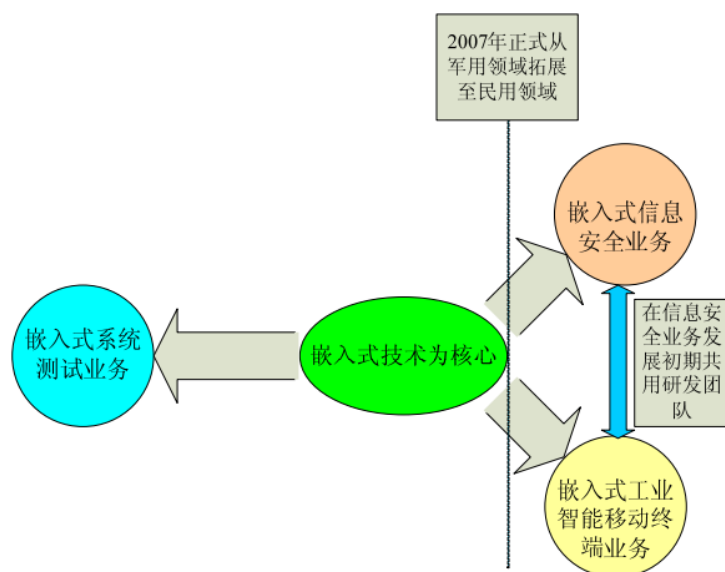 2007年正式从
军用领域拓展
至民用领域
嵌入式信息
安全业务
嵌入式系统
测试业务
嵌入式技术为核心
在信息安
全业务发
展初期共
用研发团
队
嵌入式工业
智能移动终
端业务